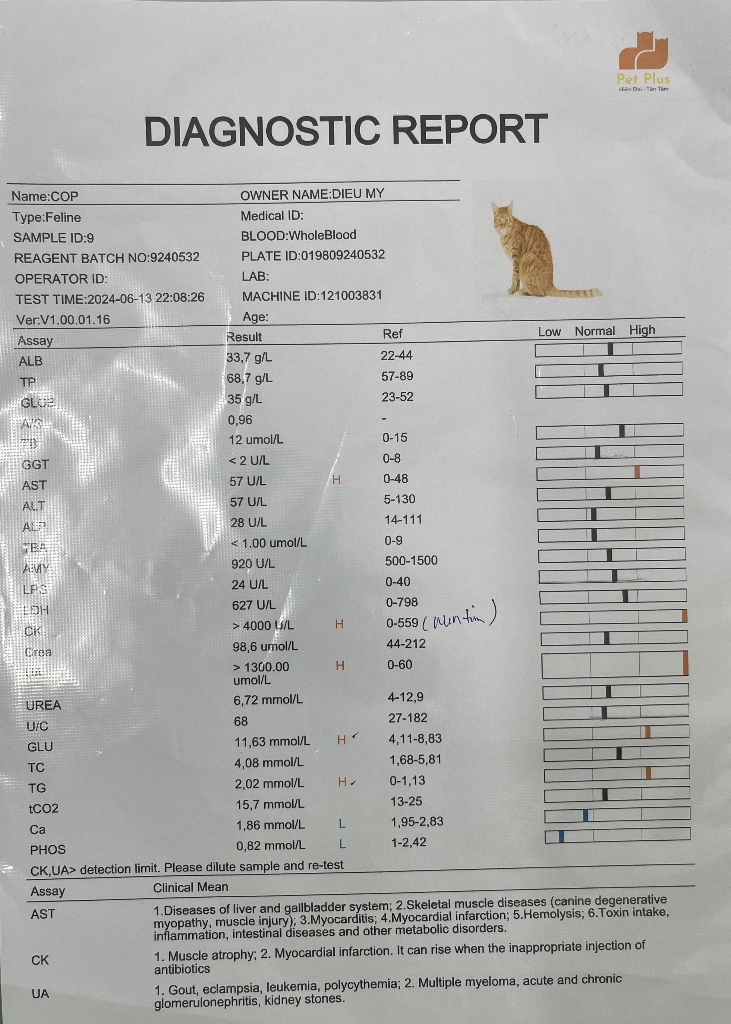 Pet Plus
Hiện Đại - Tận Tâm
DIAGNOSTIC REPORT
Name:COP OWNER NAME:DIEU MY
Type:Feline Medical ID:
SAMPLE ID:9 BLOOD:WholeBlood
REAGENT BATCH NO:9240532 PLATE ID:019809240532
OPERATOR ID: LAB:
TEST TIME:2024-06-13 22:08:26 MACHINE ID:121003831
Ver:V1.00.01.16 Age:
Assay Result Ref Low Normal High
ALB 33,7 g/L 22-44
TP 68,7 g/L 57-89
GLOB 35 g/L 23-52
A/G 0,96 -
TB 12 umol/L 0-15
GGT < 2 U/L 0-8
AST 57 U/L H 0-48
ALT 57 U/L 5-130
ALP 28 U/L 14-111
TBA < 1.00 umol/L 0-9
AMY 920 U/L 500-1500
LPS 24 U/L 0-40
LDH 627 U/L 0-798
CK > 4000 U/L H 0-559
Crea 98,6 umol/L 44-212
UA > 1300.00 H 0-60
umol/L
UREA 6,72 mmol/L 4-12,9
U/C 68 27-182
GLU 11,63 mmol/L H 4,11-8,83
TC 4,08 mmol/L 1,68-5,81
TG 2,02 mmol/L H 0-1,13
tCO2 15,7 mmol/L 13-25
Ca 1,86 mmol/L L 1,95-2,83
PHOS 0,82 mmol/L L 1-2,42
CK,UA> detection limit. Please dilute sample and re-test
Assay Clinical Mean
AST 1.Diseases of liver and gallbladder system; 2.Skeletal muscle diseases (canine degenerative
myopathy, muscle injury); 3.Myocarditis; 4.Myocardial infarction; 5.Hemolysis; 6.Toxin intake,
inflammation, intestinal diseases and other metabolic disorders.
CK 1. Muscle atrophy; 2. Myocardial infarction. It can rise when the inappropriate injection of
antibiotics
UA 1. Gout, eclampsia, leukemia, polycythemia; 2. Multiple myeloma, acute and chronic
glomerulonephritis, kidney stones.